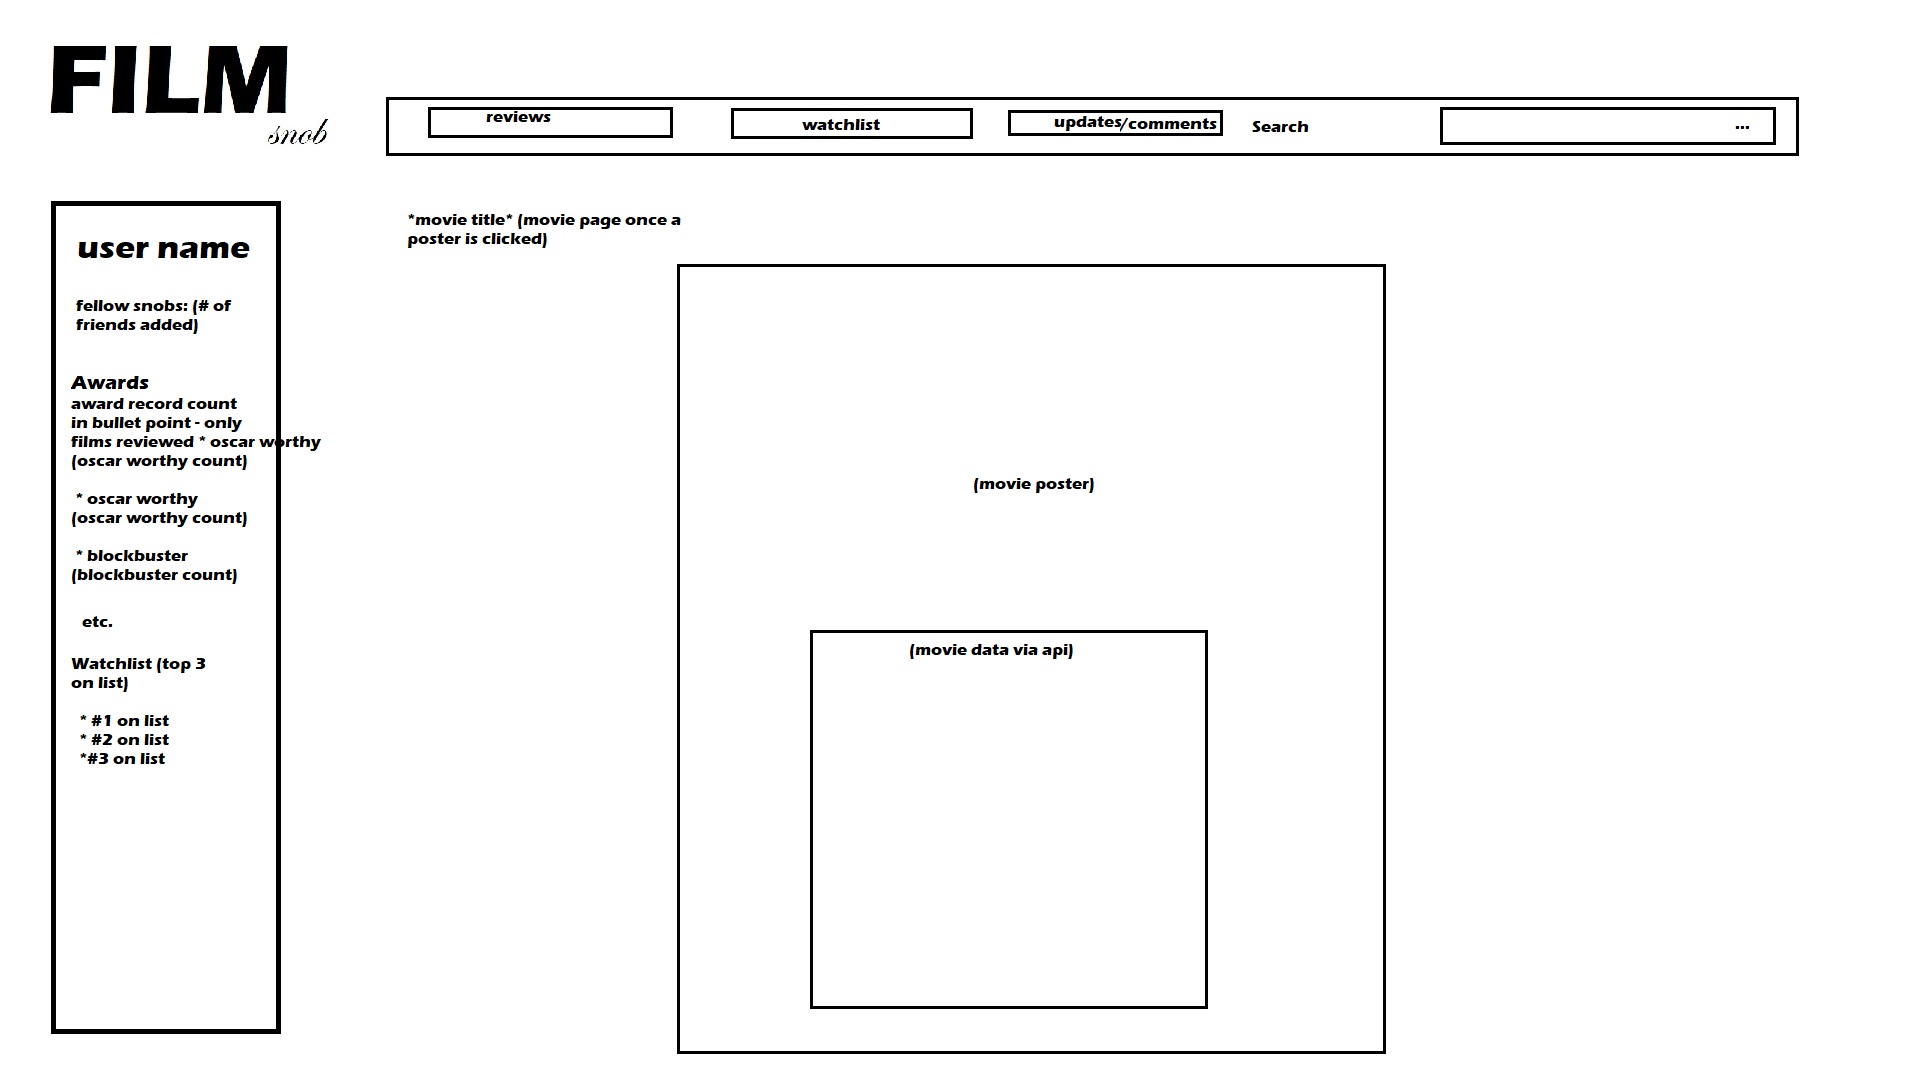 FILM
snob
reviews
watchlist
updates/comments
Search
...
user name
fellow snobs: (# of
friends added)
Awards
award record count
in bullet point - only
films reviewed * oscar worthy
(oscar worthy count)
* oscar worthy
(oscar worthy count)
* blockbuster
(blockbuster count)
etc.
Watchlist (top 3
on list)
* #1 on list
* #2 on list
*#3 on list
*movie title* (movie page once a
poster is clicked)
(movie poster)
(movie data via api)